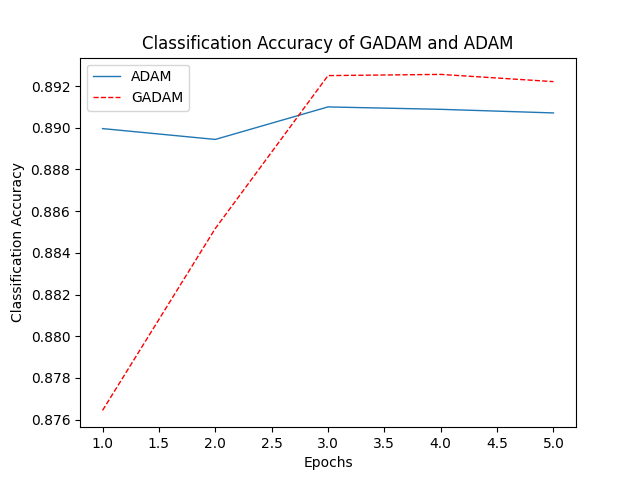 Classification Accuracy of GADAM and ADAM
ADAM
GADAM
Classification Accuracy
0.892
0.890
0.888
0.886
0.884
0.882
0.880
0.878
0.876
1.0 1.5 2.0 2.5 3.0 3.5 4.0 4.5 5.0
Epochs